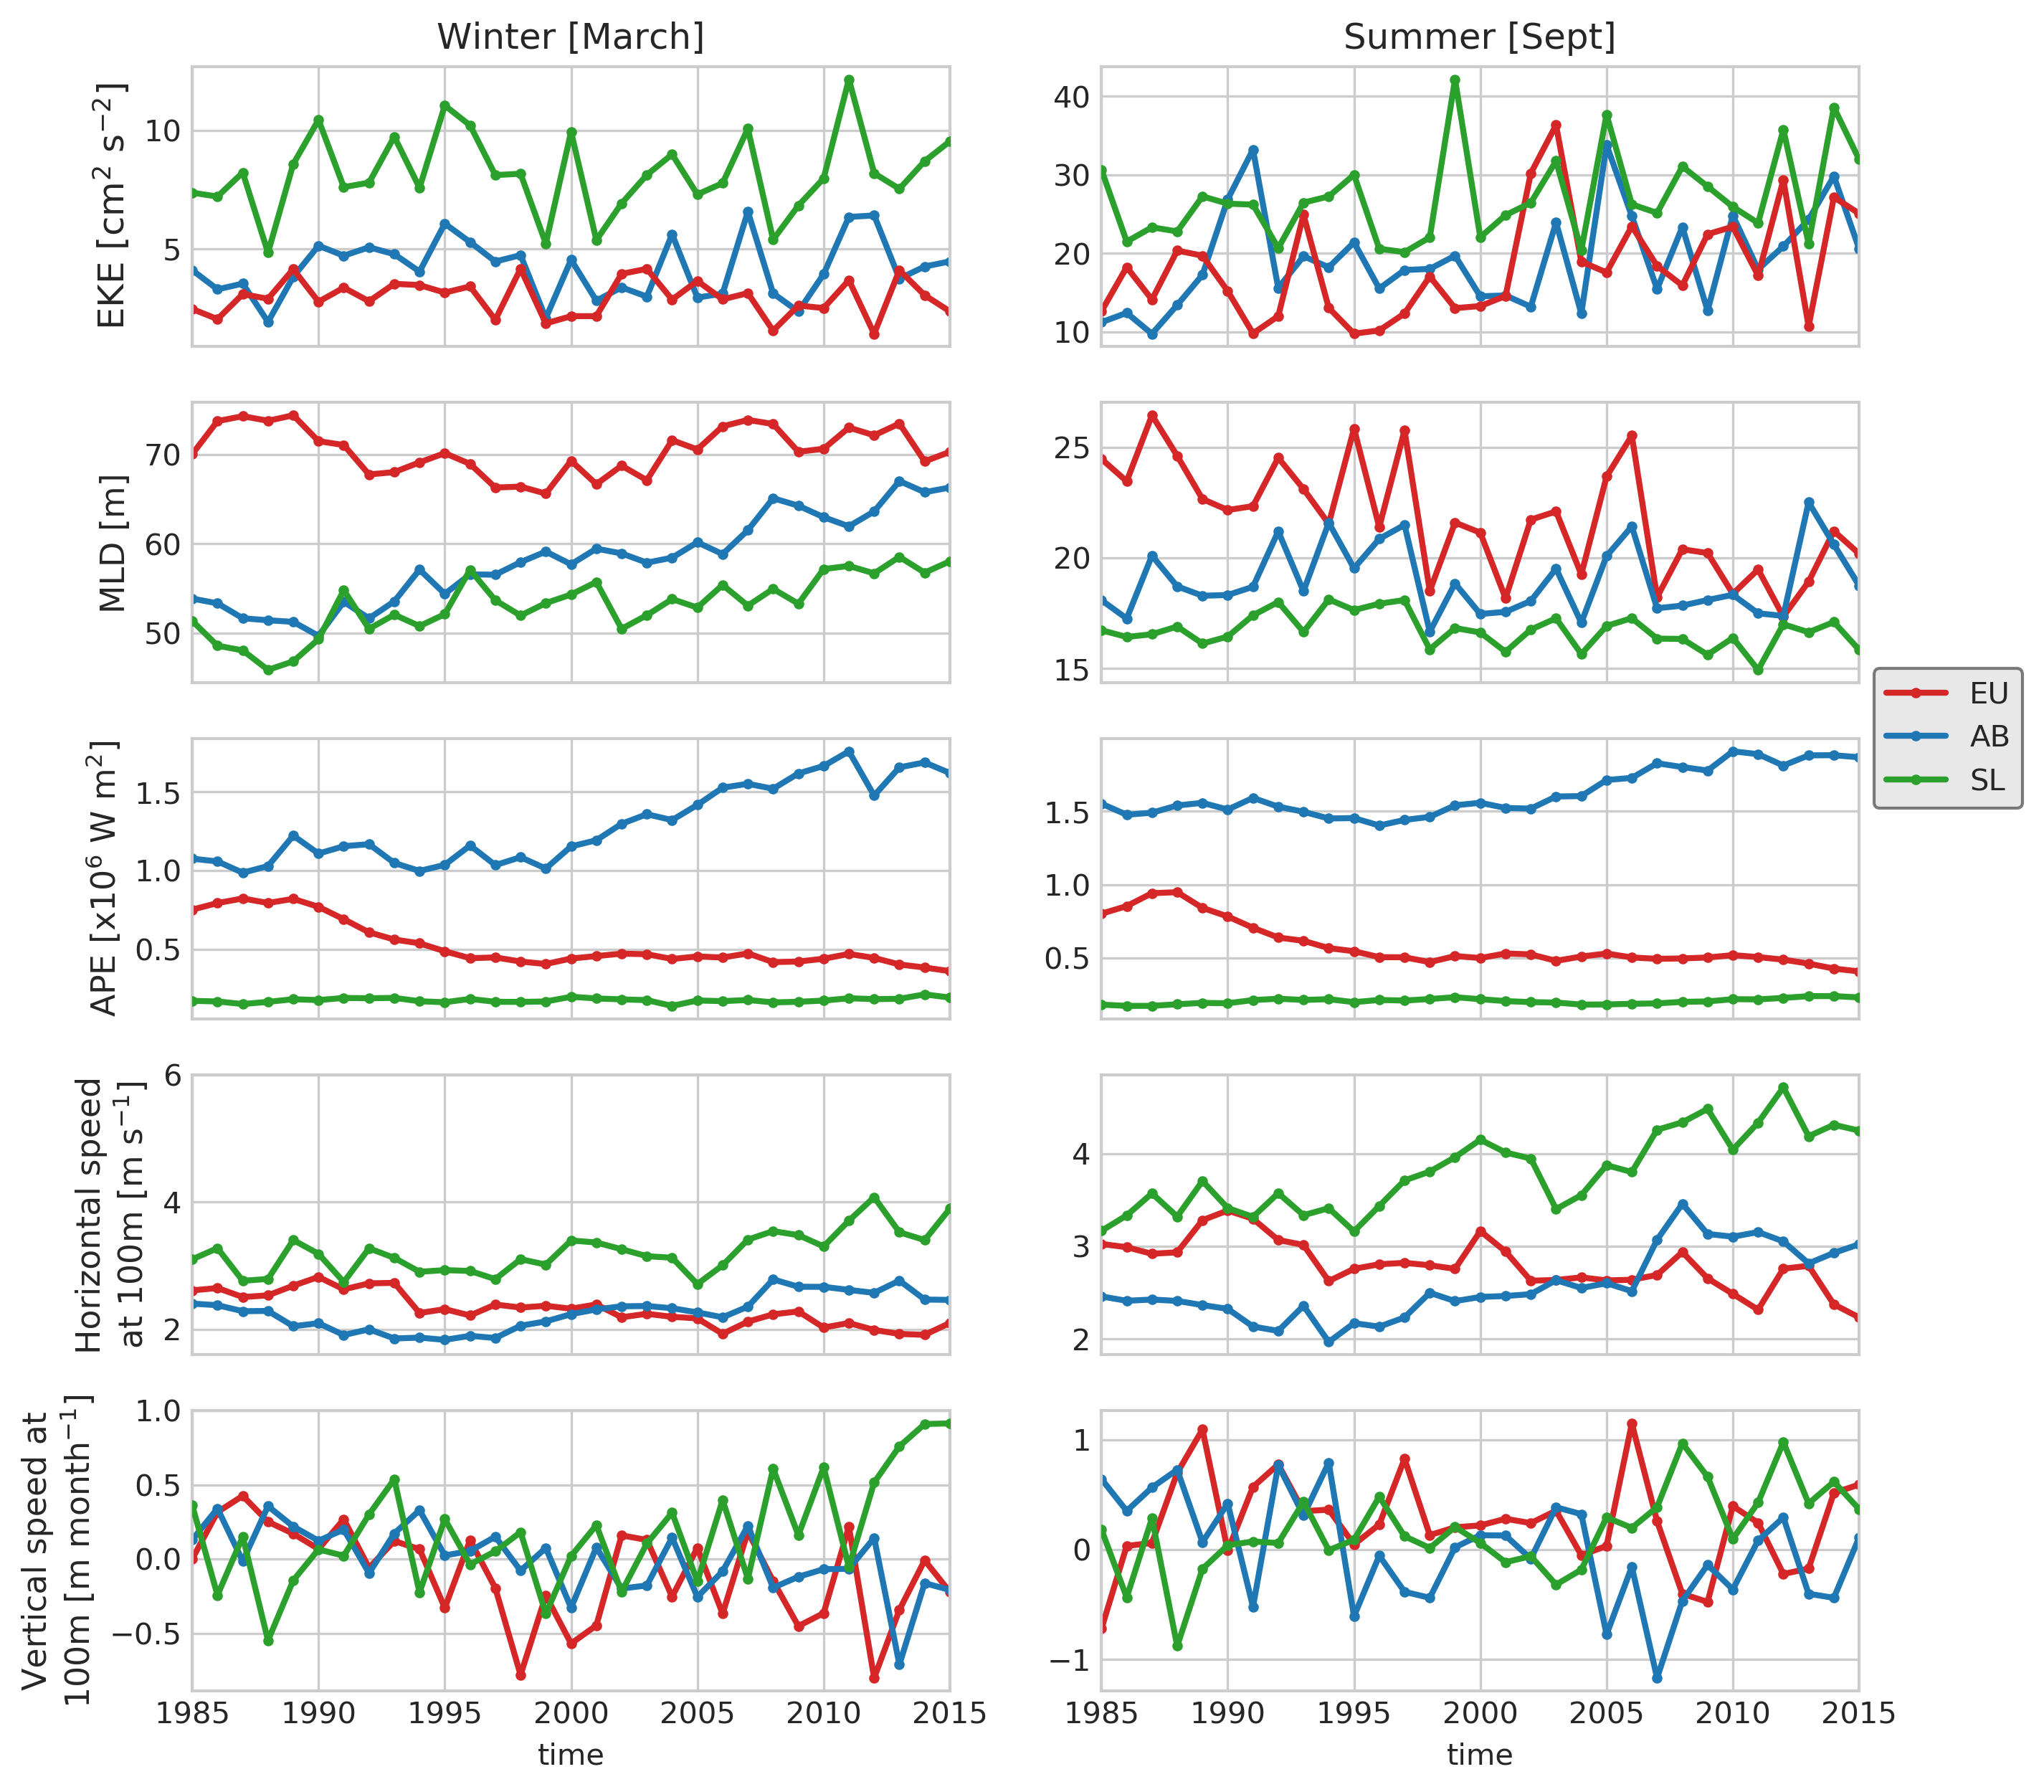 Winter [March]
Summer [Sept]
EKE [cm² s⁻²]
10
5
40
30
20
10
MLD [m]
70
60
50
25
20
15
EU
AB
SL
APE [x10⁶ W m²]
1.5
1.0
0.5
1.5
1.0
0.5
Horizontal speed
at 100m [m s⁻¹]
6
4
2
4
3
2
Vertical speed at
100m [m month⁻¹]
1.0
0.5
0.0
−0.5
1
0
−1
1985 1990 1995 2000 2005 2010 2015
1985 1990 1995 2000 2005 2010 2015
time
time